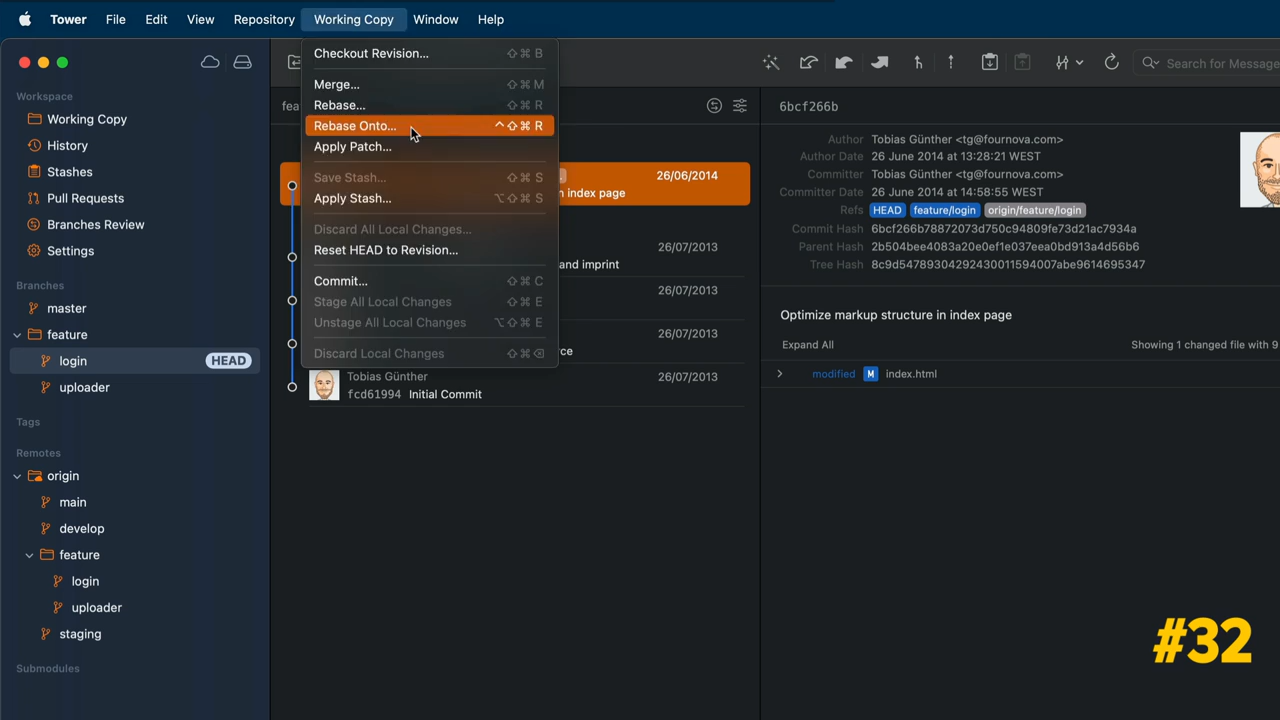 Tower File Edit View Repository Working Copy Window Help
Checkout Revision... ⇧⌘ B
Merge... ⇧⌘ M
Rebase... ⇧⌘ R
Rebase Onto... ^⇧⌘ R
Apply Patch...
Save Stash... ⇧⌘ S
Apply Stash... ⌥⇧⌘ S
Discard All Local Changes...
Reset HEAD to Revision...
Commit... ⇧⌘ C
Stage All Local Changes ⇧⌘ E
Unstage All Local Changes ⌥⇧⌘ E
Discard Local Changes ⇧⌘⌫
Workspace
Working Copy
History
Stashes
Pull Requests
Branches Review
Settings
Branches
master
feature
login HEAD
uploader
Tags
Remotes
origin
main
develop
feature
login
uploader
staging
Submodules
fea
26/06/2014
n index page
26/07/2013
and imprint
26/07/2013
26/07/2013
rce
Tobias Günther 26/07/2013
fcd61994 Initial Commit
Search for Message
6bcf266b
Author Tobias Günther <tg@fournova.com>
Author Date 26 June 2014 at 13:28:21 WEST
Committer Tobias Günther <tg@fournova.com>
Committer Date 26 June 2014 at 14:58:55 WEST
Refs HEAD feature/login origin/feature/login
Commit Hash 6bcf266b78872073d750c94809fe73d21ac7934a
Parent Hash 2b504bee4083a20e0ef1e037eea0bd913a4d56b6
Tree Hash 8c9d54789304292430011594007abe9614695347
Optimize markup structure in index page
Expand All Showing 1 changed file with 9
modified M index.html
#32